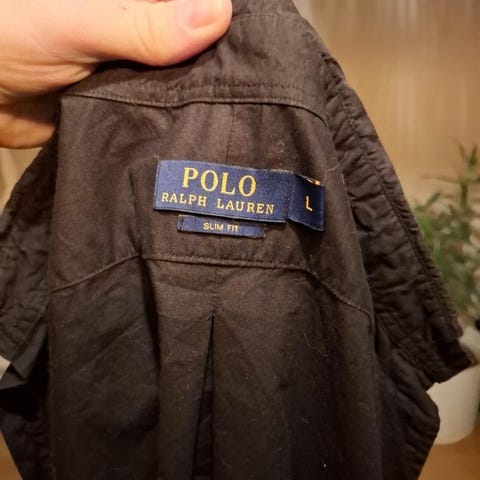 POLO
RALPH LAUREN
L
SLIM FIT